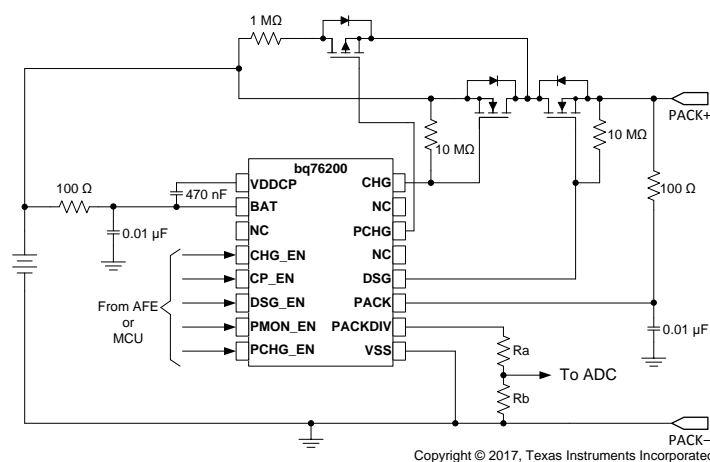 1 MΩ
PACK+
10 MΩ
10 MΩ
bq76200
100 Ω
VDDCP
CHG
100 Ω
470 nF
BAT
NC
0.01 µF
NC
PCHG
CHG_EN
NC
CP_EN
DSG
From AFE
or
MCU
DSG_EN
PACK
PMON_EN
PACKDIV
0.01 µF
PCHG_EN
VSS
Ra
To ADC
Rb
PACK–
Copyright © 2017, Texas Instruments Incorporated